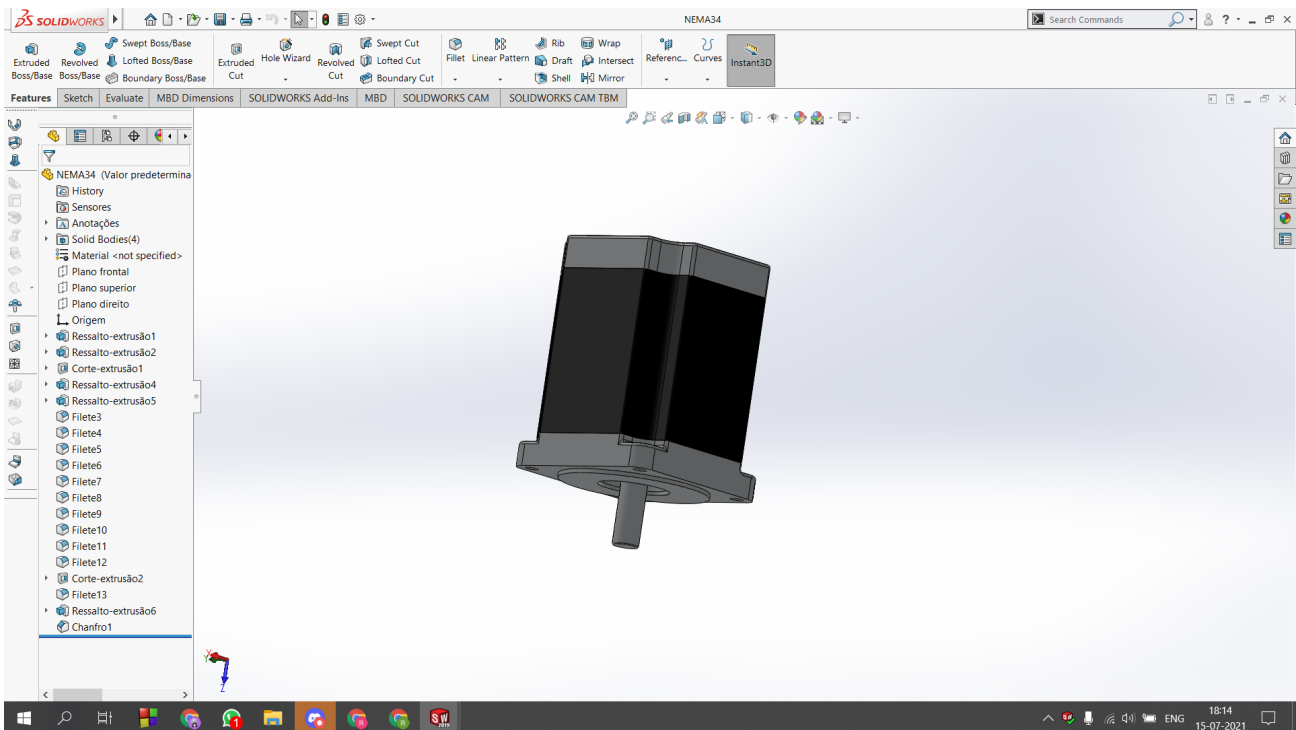 SOLIDWORKS
NEMA34
Search Commands
Extruded Boss/Base
Revolved Boss/Base
Swept Boss/Base
Lofted Boss/Base
Boundary Boss/Base
Extruded Cut
Hole Wizard
Revolved Cut
Swept Cut
Lofted Cut
Boundary Cut
Fillet
Linear Pattern
Rib
Draft
Shell
Wrap
Intersect
Mirror
Referenc...
Curves
Instant3D
Features
Sketch
Evaluate
MBD Dimensions
SOLIDWORKS Add-Ins
MBD
SOLIDWORKS CAM
SOLIDWORKS CAM TBM
NEMA34 (Valor predetermina
History
Sensores
Anotações
Solid Bodies(4)
Material <not specified>
Plano frontal
Plano superior
Plano direito
Origem
Ressalto-extrusão1
Ressalto-extrusão2
Corte-extrusão1
Ressalto-extrusão4
Ressalto-extrusão5
Filete3
Filete4
Filete5
Filete6
Filete7
Filete8
Filete9
Filete10
Filete11
Filete12
Corte-extrusão2
Filete13
Ressalto-extrusão6
Chanfro1
X
Y
Z
SW
2019
ENG
18:14
15-07-2021